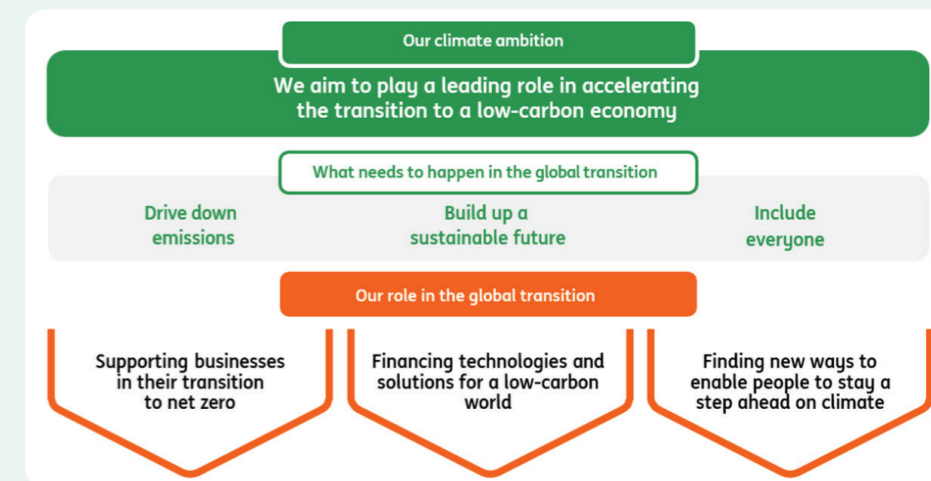 Our climate ambition
We aim to play a leading role in accelerating
the transition to a low-carbon economy
What needs to happen in the global transition
Drive down
emissions
Build up a
sustainable future
Include
everyone
Our role in the global transition
Supporting businesses
in their transition
to net zero
Financing technologies and
solutions for a low-carbon
world
Finding new ways to
enable people to stay a
step ahead on climate